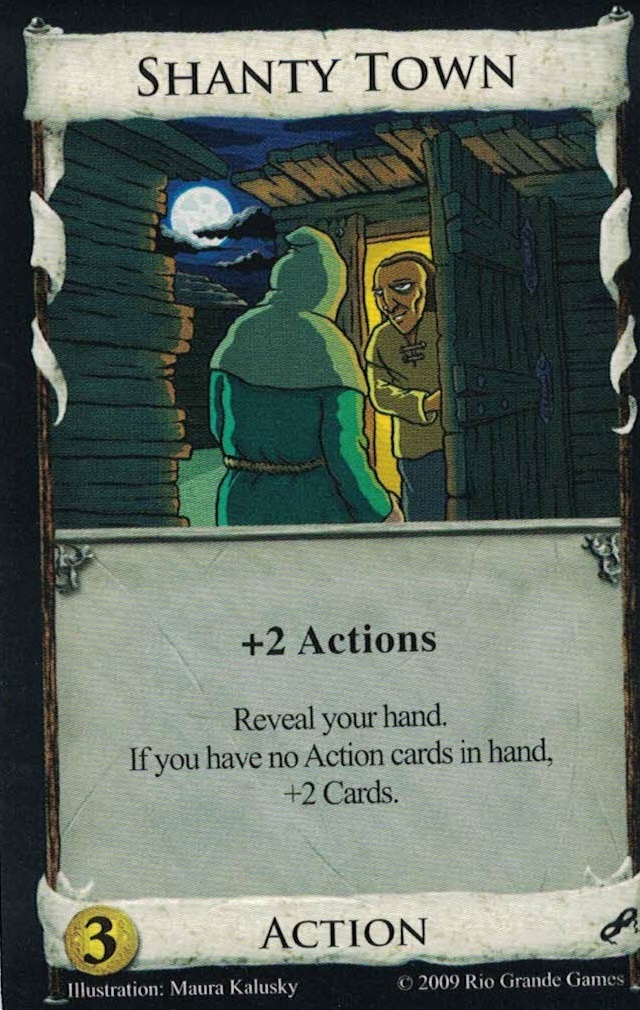 SHANTY TOWN
+2 Actions
Reveal your hand.
If you have no Action cards in hand,
+2 Cards.
3
ACTION
Illustration: Maura Kalusky
© 2009 Rio Grande Games